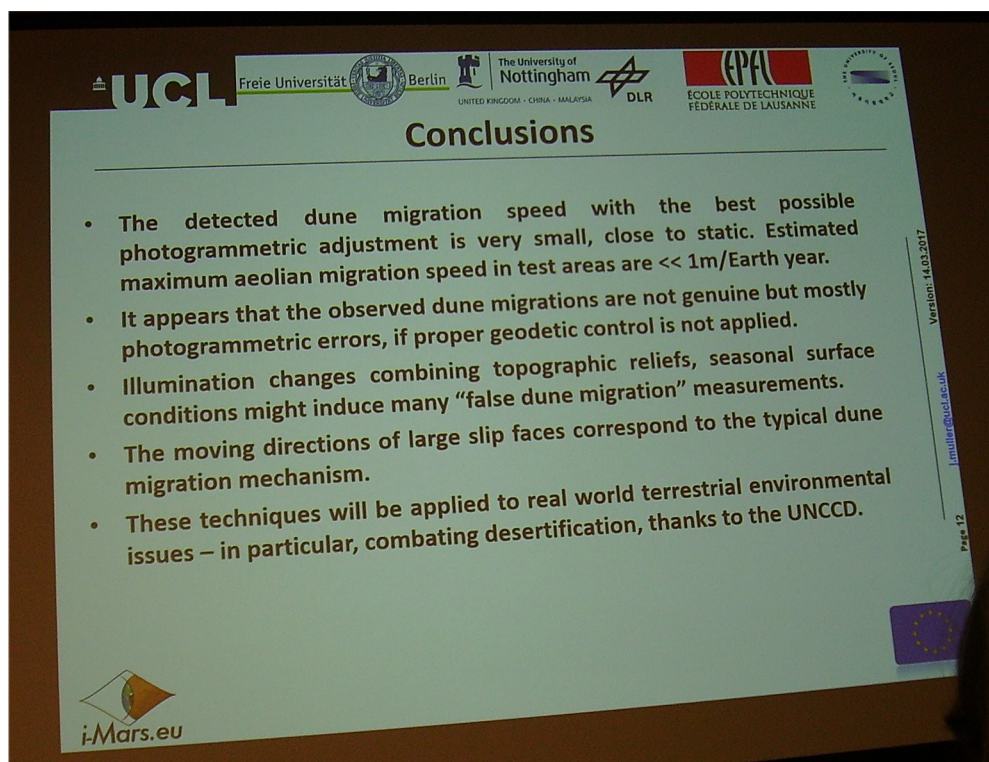 UCL
Freie Universität Berlin
The University of
Nottingham
UNITED KINGDOM · CHINA · MALAYSIA
DLR
EPFL
ÉCOLE POLYTECHNIQUE
FÉDÉRALE DE LAUSANNE
Conclusions
• The detected dune migration speed with the best possible
photogrammetric adjustment is very small, close to static. Estimated
maximum aeolian migration speed in test areas are << 1m/Earth year.
• It appears that the observed dune migrations are not genuine but mostly
photogrammetric errors, if proper geodetic control is not applied.
• Illumination changes combining topographic reliefs, seasonal surface
conditions might induce many “false dune migration” measurements.
• The moving directions of large slip faces correspond to the typical dune
migration mechanism.
• These techniques will be applied to real world terrestrial environmental
issues – in particular, combating desertification, thanks to the UNCCD.
Version: 14.03.2017
j.muller@ucl.ac.uk
Page 12
i-Mars.eu